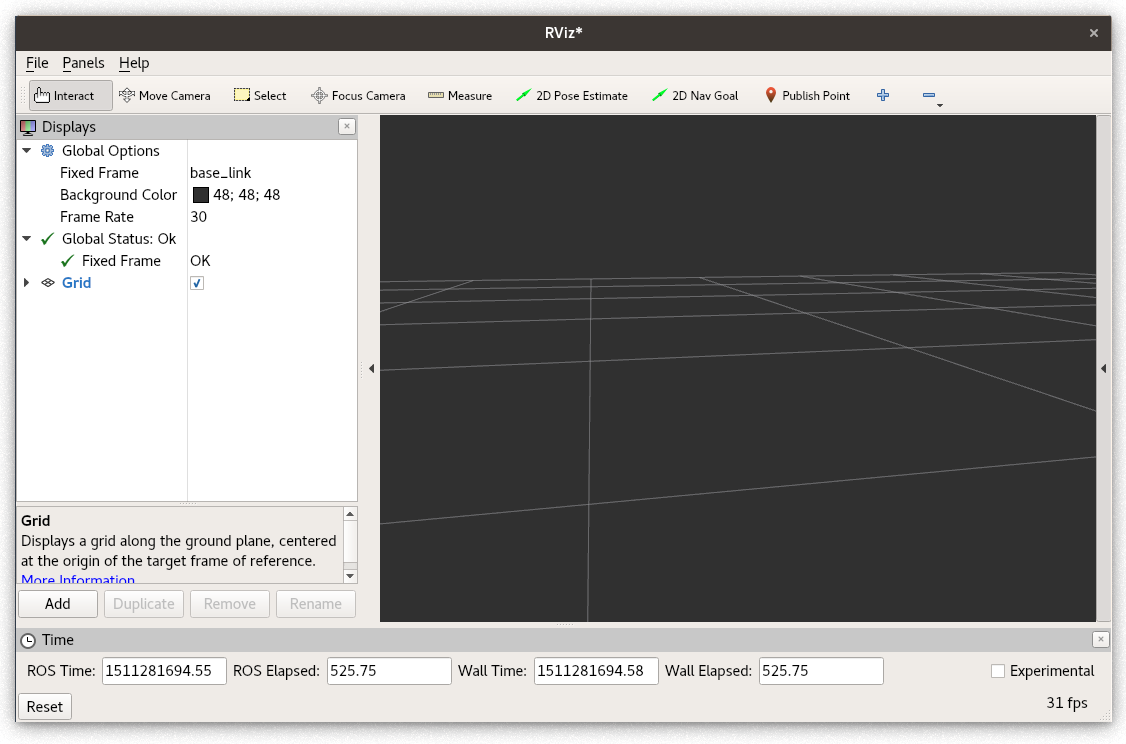 RViz*
File Panels Help
Interact Move Camera Select Focus Camera Measure 2D Pose Estimate 2D Nav Goal Publish Point
Displays
Global Options
Fixed Frame base_link
Background Color 48; 48; 48
Frame Rate 30
Global Status: Ok
Fixed Frame OK
Grid
Grid
Displays a grid along the ground plane, centered
at the origin of the target frame of reference.
More Information
Add Duplicate Remove Rename
Time
ROS Time: 1511281694.55 ROS Elapsed: 525.75 Wall Time: 1511281694.58 Wall Elapsed: 525.75 Experimental
Reset 31 fps